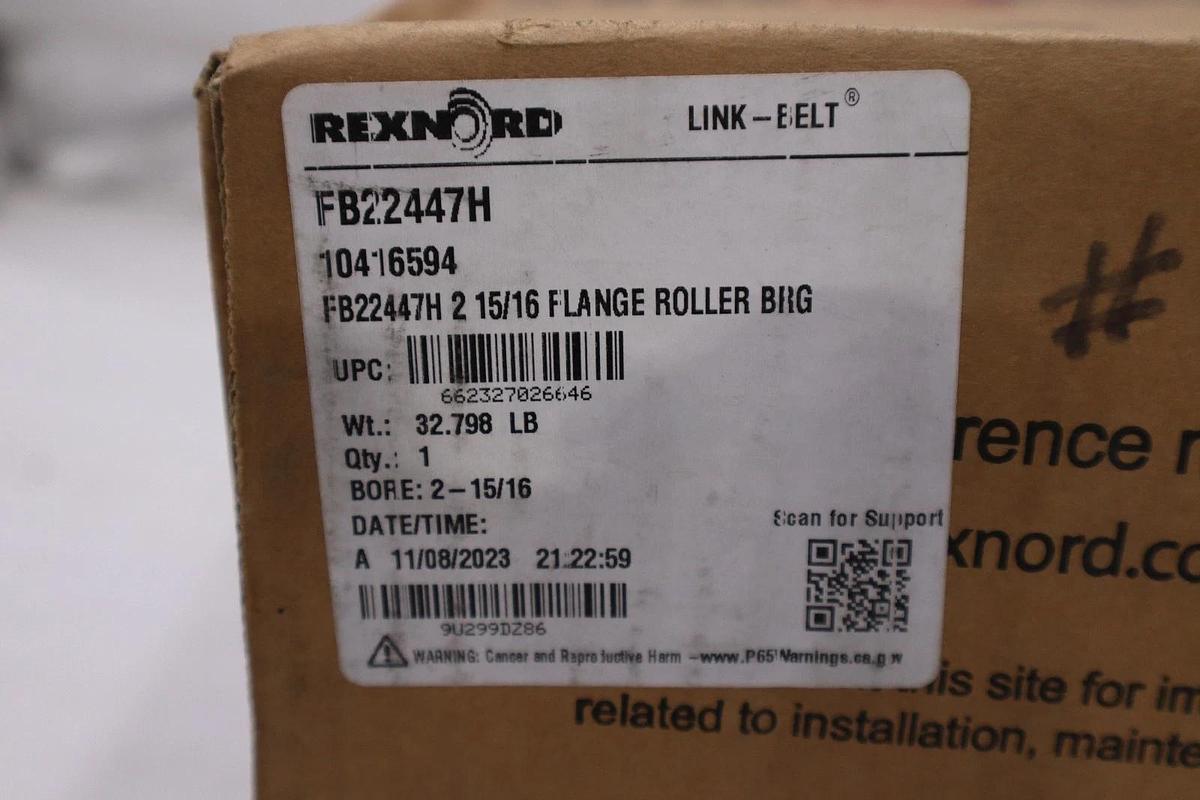 REXNORD LINK-BELT®
FB22447H
10416594
FB22447H 2 15/16 FLANGE ROLLER BRG
UPC:
662327026646
Wt.: 32.798 LB
Qty.: 1
BORE: 2-15/16
DATE/TIME:
Scan for Support
A 11/08/2023 21:22:59
9U299DZ86
WARNING: Cancer and Reproductive Harm -www.P65Warnings.ca.gov
#
rence
xnord.co
this site for im
related to installation, mainte